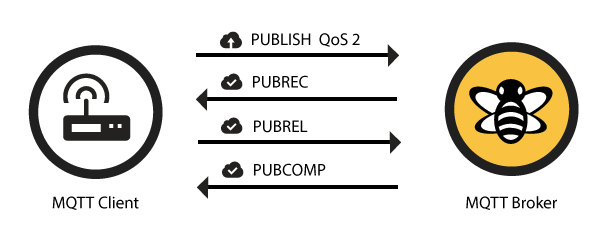 PUBLISH QoS 2
PUBREC
PUBREL
PUBCOMP
MQTT Client
MQTT Broker